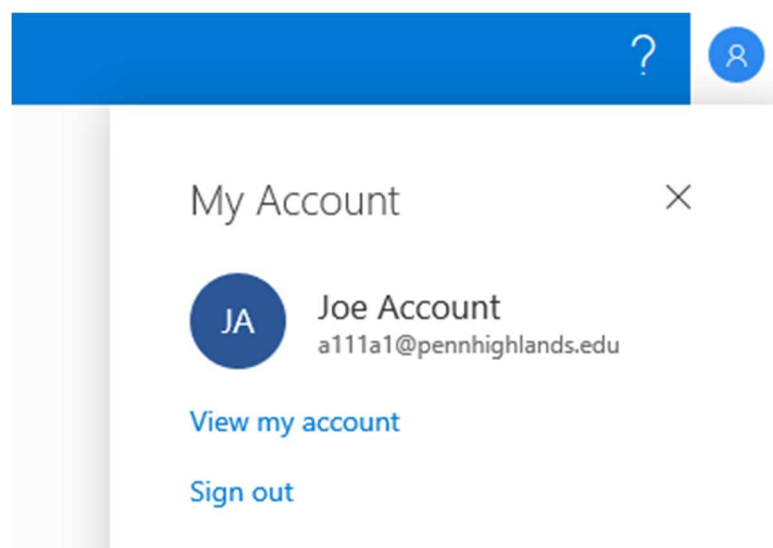 ?
My Account
JA
Joe Account
a111a1@pennhighlands.edu
View my account
Sign out